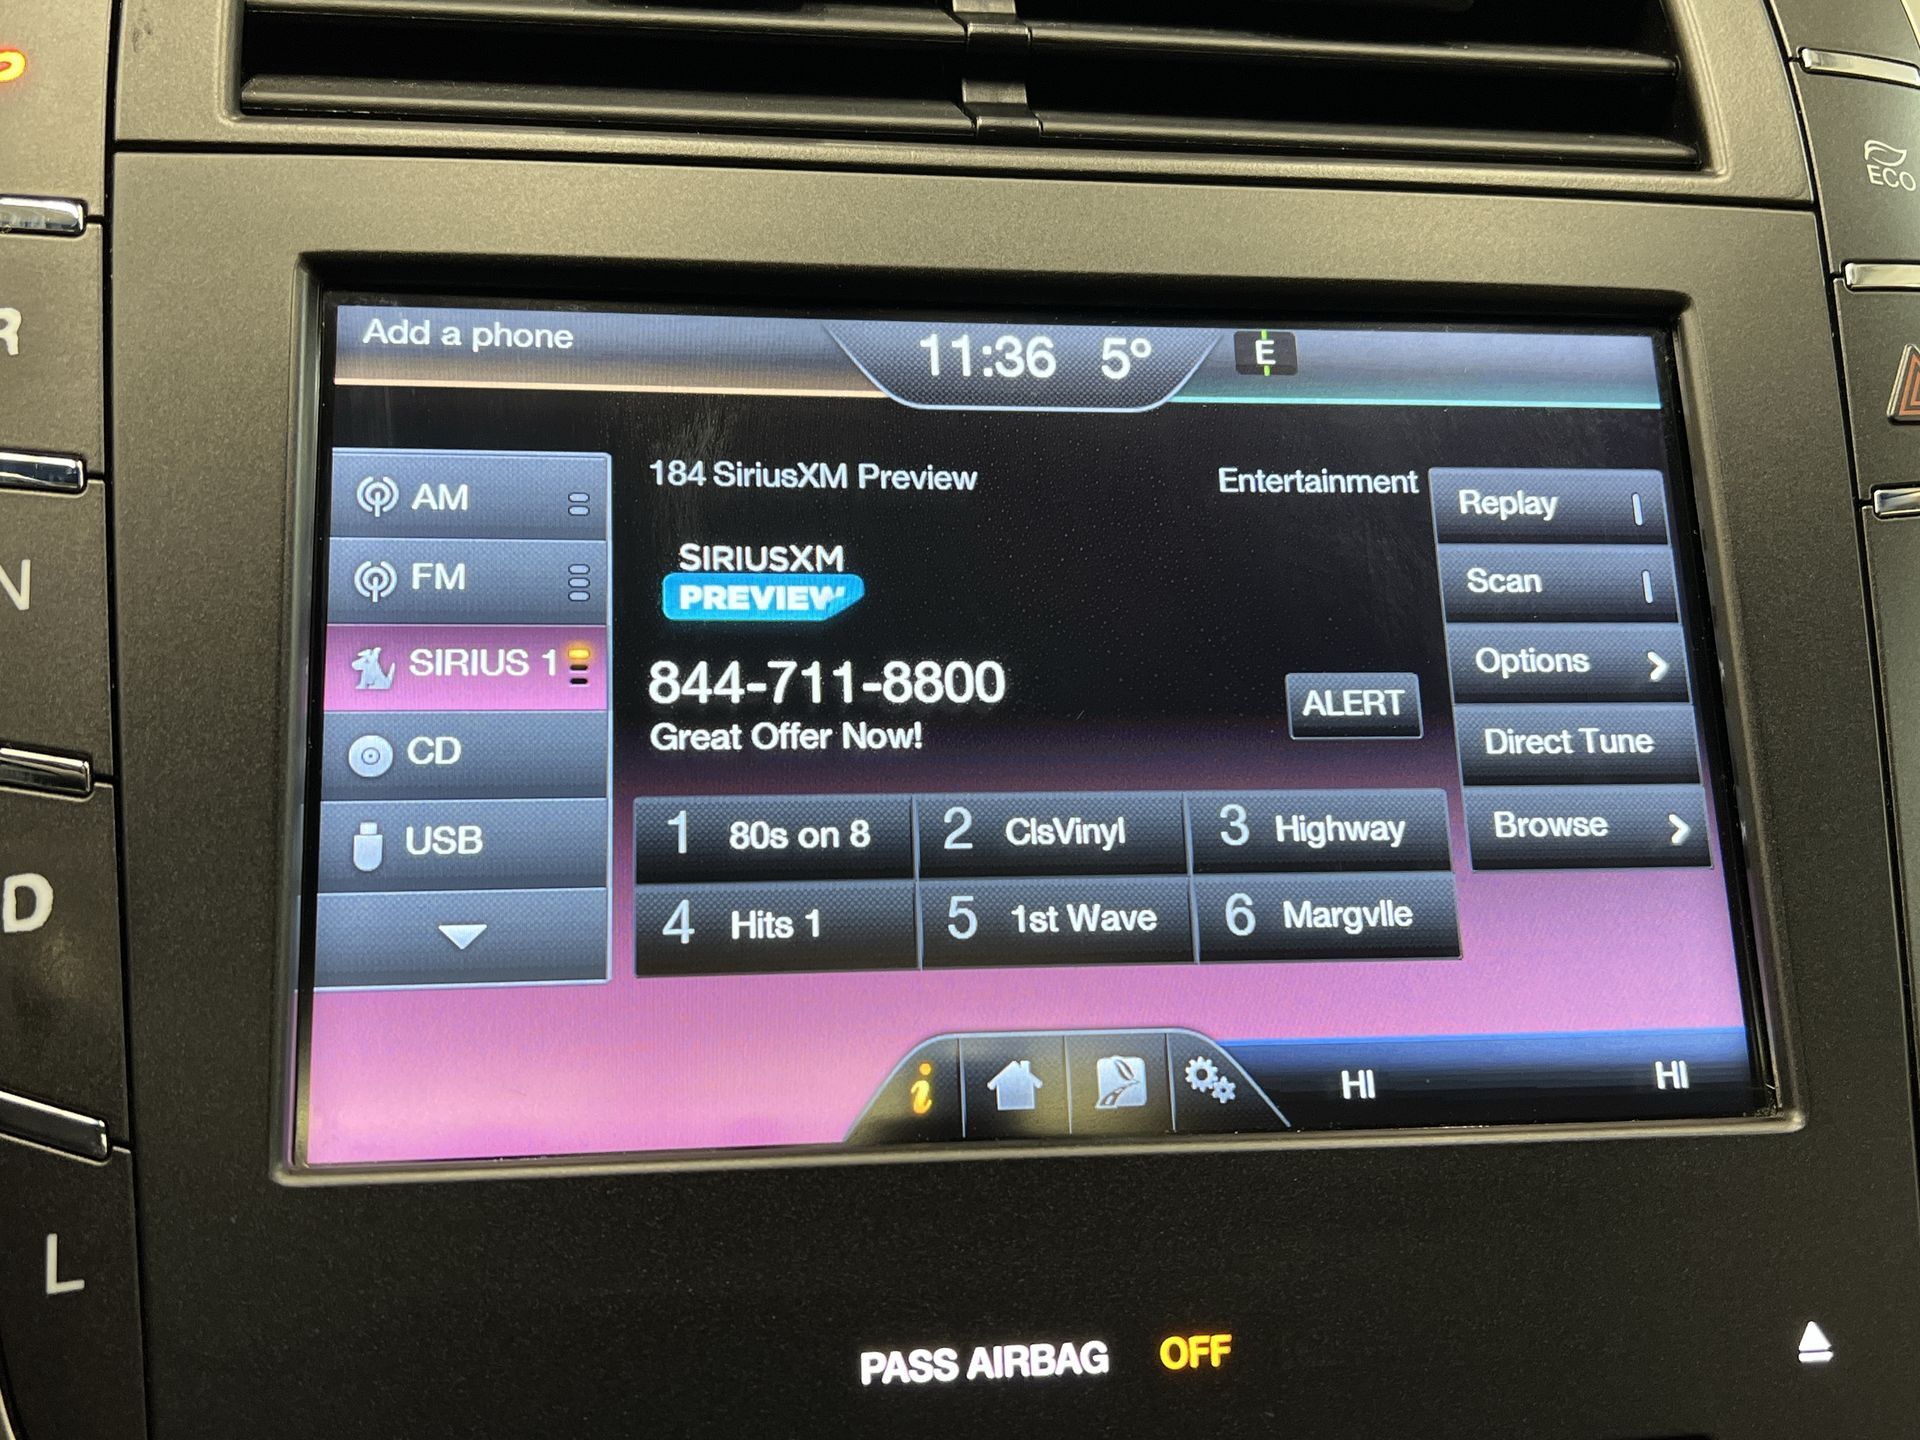 ECO
Add a phone
11:36 5°
E
AM
FM
SIRIUS 1
CD
USB
184 SiriusXM Preview
Entertainment
SIRIUSXM
PREVIEW
844-711-8800
Great Offer Now!
ALERT
1 80s on 8
2 ClsVinyl
3 Highway
4 Hits 1
5 1st Wave
6 Margvlle
Replay
Scan
Options
Direct Tune
Browse
i
HI
HI
R
N
D
L
PASS AIRBAG OFF